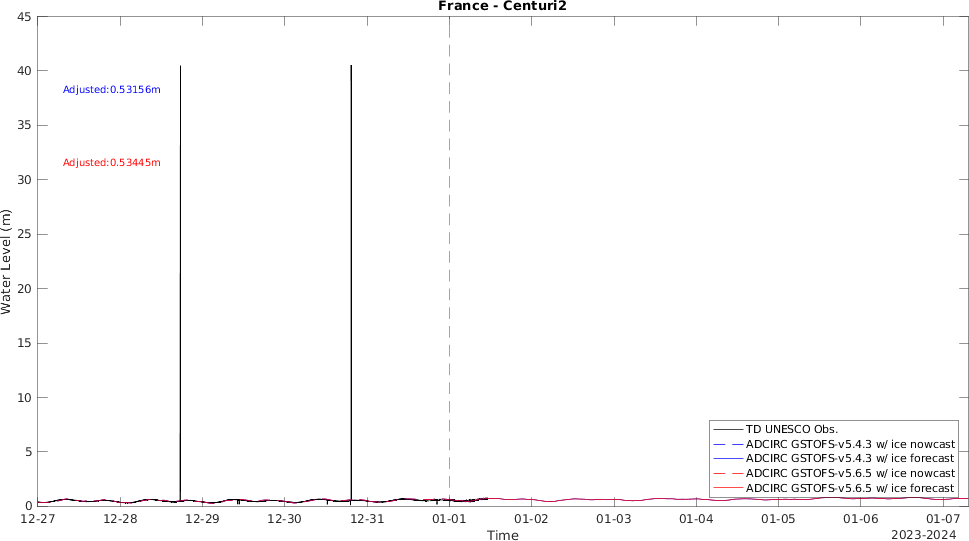 France - Centuri2
45
40
35
30
25
20
15
10
5
0
Water Level (m)
Adjusted:0.53156m
Adjusted:0.53445m
TD UNESCO Obs.
ADCIRC GSTOFS-v5.4.3 w/ ice nowcast
ADCIRC GSTOFS-v5.4.3 w/ ice forecast
ADCIRC GSTOFS-v5.6.5 w/ ice nowcast
ADCIRC GSTOFS-v5.6.5 w/ ice forecast
12-27 12-28 12-29 12-30 12-31 01-01 01-02 01-03 01-04 01-05 01-06 01-07
Time
2023-2024